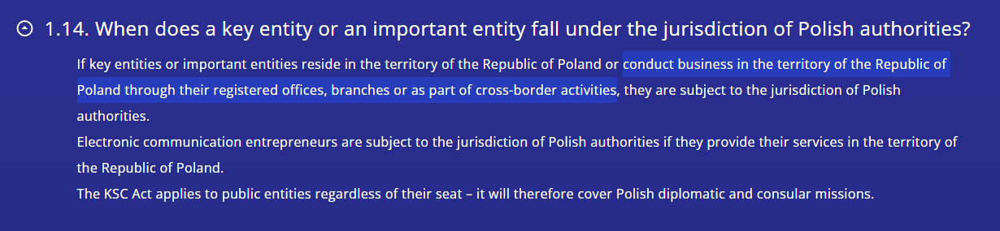 1.14. When does a key entity or an important entity fall under the jurisdiction of Polish authorities?
If key entities or important entities reside in the territory of the Republic of Poland or conduct business in the territory of the Republic of
Poland through their registered offices, branches or as part of cross-border activities, they are subject to the jurisdiction of Polish
authorities.
Electronic communication entrepreneurs are subject to the jurisdiction of Polish authorities if they provide their services in the territory of
the Republic of Poland.
The KSC Act applies to public entities regardless of their seat – it will therefore cover Polish diplomatic and consular missions.